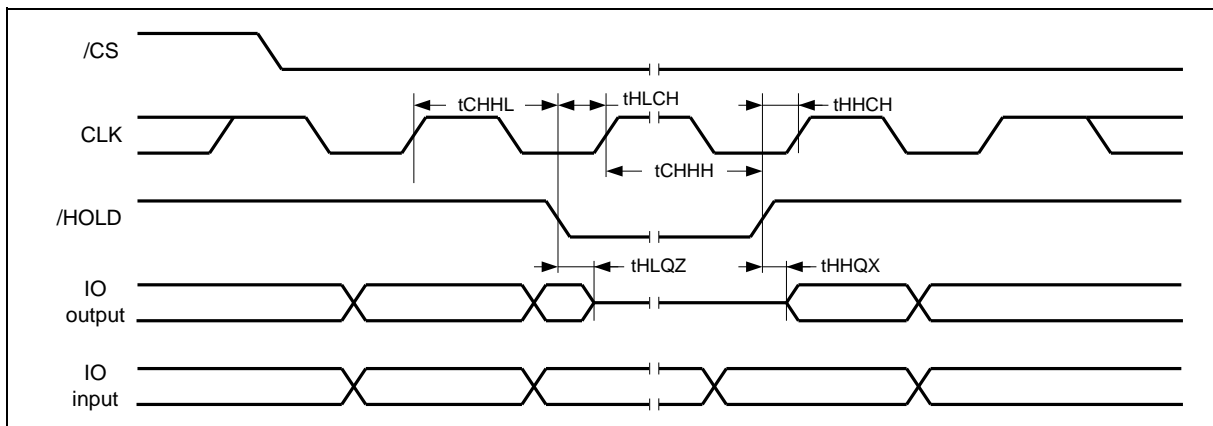 /CS
tCHHL
tHLCH
tHHCH
CLK
tCHHH
/HOLD
tHLQZ
tHHQX
IO
output
IO
input